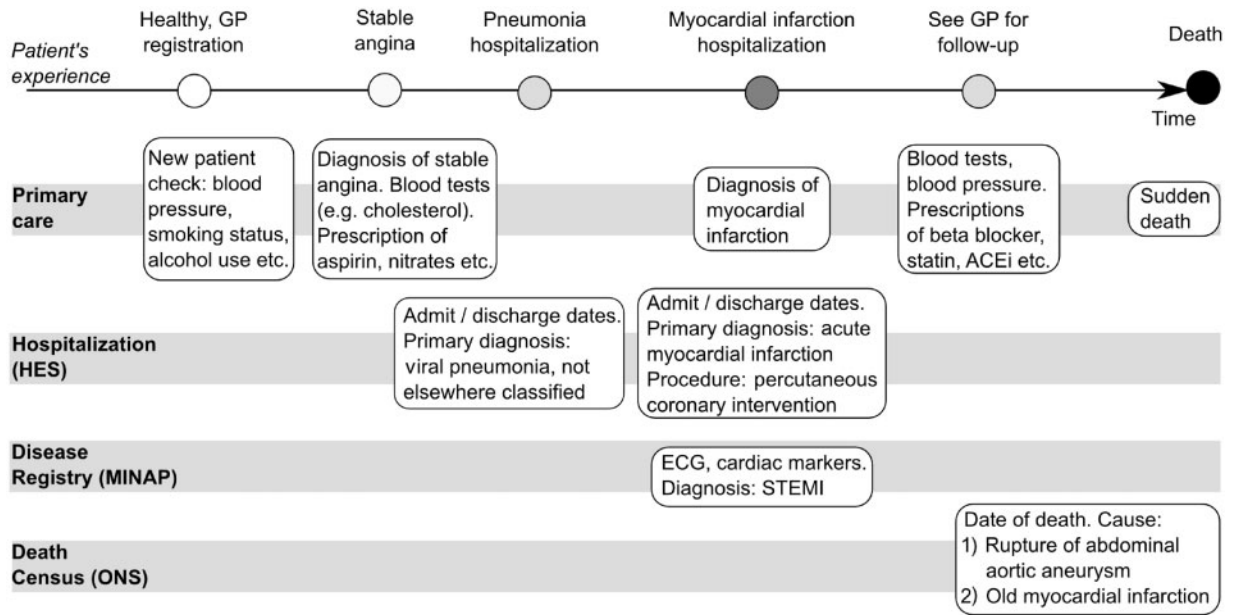 Patient's
experience
Healthy, GP
registration
Stable
angina
Pneumonia
hospitalization
Myocardial infarction
hospitalization
See GP for
follow-up
Death
Time
Primary
care
New patient
check: blood
pressure,
smoking status,
alcohol use etc.
Diagnosis of stable
angina. Blood tests
(e.g. cholesterol).
Prescription of
aspirin, nitrates etc.
Diagnosis of
myocardial
infarction
Blood tests,
blood pressure.
Prescriptions
of beta blocker,
statin, ACEi etc.
Sudden
death
Hospitalization
(HES)
Admit / discharge dates.
Primary diagnosis:
viral pneumonia, not
elsewhere classified
Admit / discharge dates.
Primary diagnosis: acute
myocardial infarction
Procedure: percutaneous
coronary intervention
Disease
Registry (MINAP)
ECG, cardiac markers.
Diagnosis: STEMI
Death
Census (ONS)
Date of death. Cause:
1) Rupture of abdominal
aortic aneurysm
2) Old myocardial infarction